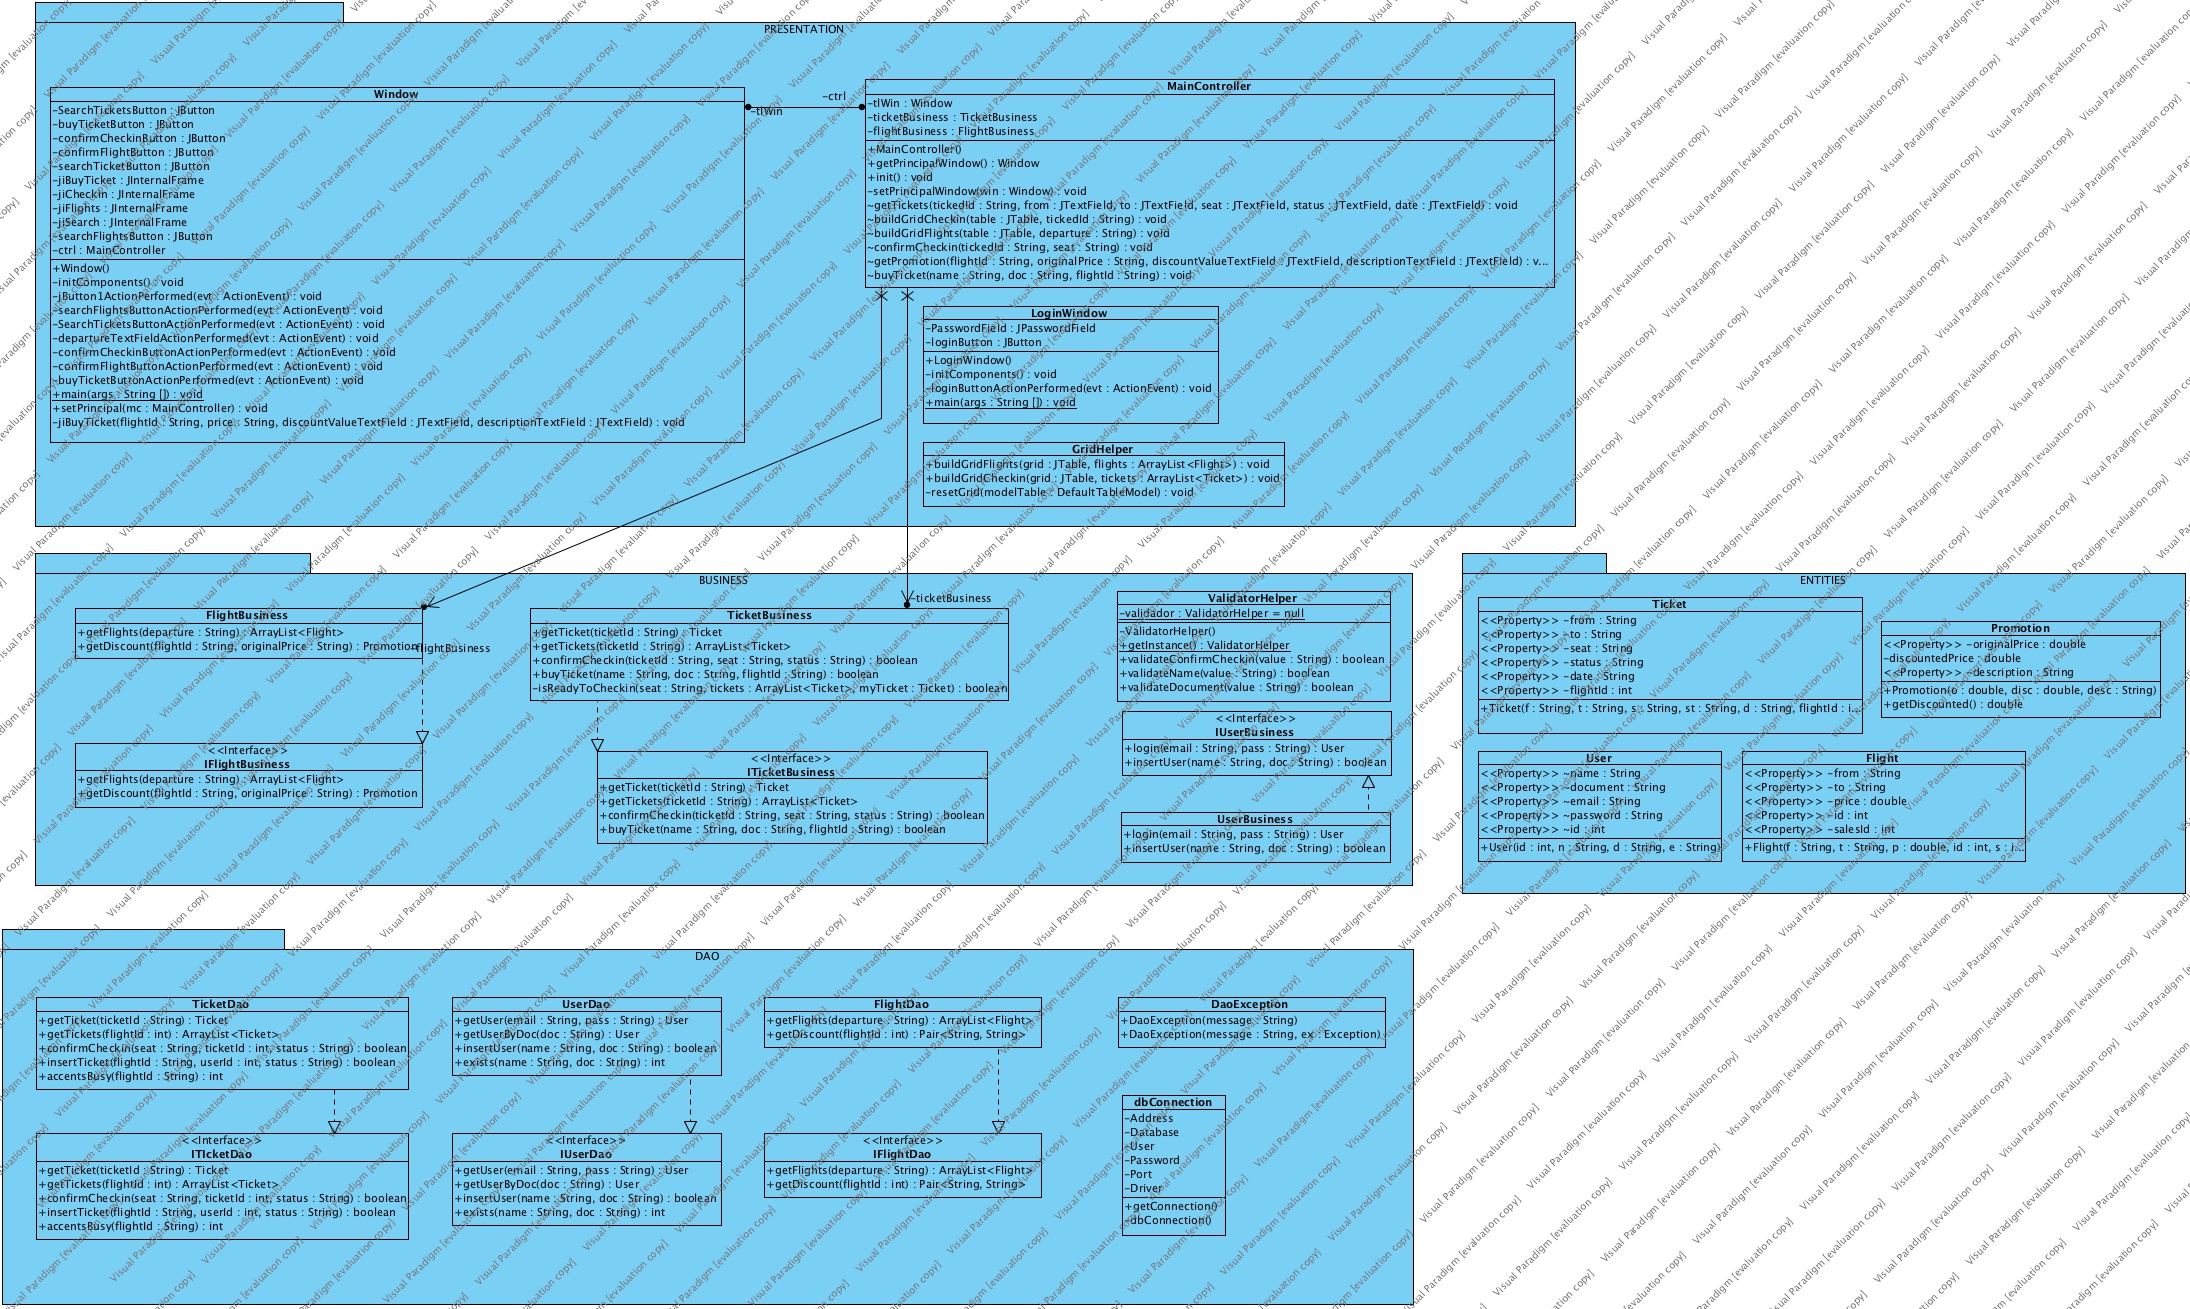 PRESENTATION
Window
-SearchTicketsButton : JButton
-buyTicketButton : JButton
-confirmCheckinButton : JButton
-confirmFlightButton : JButton
-searchTicketButton : JButton
-jiBuyTicket : JInternalFrame
-jiCheckin : JInternalFrame
-jiFlights : JInternalFrame
-jiSearch : JInternalFrame
-searchFlightsButton : JButton
-ctrl : MainController
+Window()
-initComponents() : void
-jButton1ActionPerformed(evt : ActionEvent) : void
-searchFlightsButtonActionPerformed(evt : ActionEvent) : void
-SearchTicketsButtonActionPerformed(evt : ActionEvent) : void
-departureTextFieldActionPerformed(evt : ActionEvent) : void
-confirmCheckinButtonActionPerformed(evt : ActionEvent) : void
-confirmFlightButtonActionPerformed(evt : ActionEvent) : void
-buyTicketButtonActionPerformed(evt : ActionEvent) : void
+main(args : String []) : void
+setPrincipal(mc : MainController) : void
-jiBuyTicket(flightId : String, price : String, discountValueTextField : JTextField, descriptionTextField : JTextField) : void
-ctrl
-tlWin
MainController
-tlWin : Window
-ticketBusiness : TicketBusiness
-flightBusiness : FlightBusiness
+MainController()
+getPrincipalWindow() : Window
+init() : void
-setPrincipalWindow(win : Window) : void
~getTickets(tickedId : String, from : JTextField, to : JTextField, seat : JTextField, status : JTextField, date : JTextField) : void
~buildGridCheckin(table : JTable, tickedId : String) : void
~buildGridFlights(table : JTable, departure : String) : void
~confirmCheckin(tickedId : String, seat : String) : void
~getPromotion(flightId : String, originalPrice : String, discountValueTextField : JTextField, descriptionTextField : JTextField) : v...
~buyTicket(name : String, doc : String, flightId : String) : void
LoginWindow
-PasswordField : JPasswordField
-loginButton : JButton
+LoginWindow()
-initComponents() : void
-loginButtonActionPerformed(evt : ActionEvent) : void
+main(args : String []) : void
GridHelper
+buildGridFlights(grid : JTable, flights : ArrayList<Flight>) : void
+buildGridCheckin(grid : JTable, tickets : ArrayList<Ticket>) : void
-resetGrid(modelTable : DefaultTableModel) : void
BUSINESS
FlightBusiness
+getFlights(departure : String) : ArrayList<Flight>
+getDiscount(flightId : String, originalPrice : String) : Promotion
-flightBusiness
<<Interface>>
IFlightBusiness
+getFlights(departure : String) : ArrayList<Flight>
+getDiscount(flightId : String, originalPrice : String) : Promotion
-ticketBusiness
TicketBusiness
+getTicket(ticketId : String) : Ticket
+getTickets(ticketId : String) : ArrayList<Ticket>
+confirmCheckin(ticketId : String, seat : String, status : String) : boolean
+buyTicket(name : String, doc : String, flightId : String) : boolean
-isReadyToCheckin(seat : String, tickets : ArrayList<Ticket>, myTicket : Ticket) : boolean
<<Interface>>
ITicketBusiness
+getTicket(ticketId : String) : Ticket
+getTickets(ticketId : String) : ArrayList<Ticket>
+confirmCheckin(ticketId : String, seat : String, status : String) : boolean
+buyTicket(name : String, doc : String, flightId : String) : boolean
ValidatorHelper
-validador : ValidatorHelper = null
-ValidatorHelper()
+getInstance() : ValidatorHelper
+validateConfirmCheckin(value : String) : boolean
+validateName(value : String) : boolean
+validateDocument(value : String) : boolean
<<Interface>>
IUserBusiness
+login(email : String, pass : String) : User
+insertUser(name : String, doc : String) : boolean
UserBusiness
+login(email : String, pass : String) : User
+insertUser(name : String, doc : String) : boolean
ENTITIES
Ticket
<<Property>> -from : String
<<Property>> -to : String
<<Property>> -seat : String
<<Property>> -status : String
<<Property>> -date : String
<<Property>> -flightId : int
+Ticket(f : String, t : String, s : String, st : String, d : String, flightId : i...
Promotion
<<Property>> -originalPrice : double
-discountedPrice : double
<<Property>> -description : String
+Promotion(o : double, disc : double, desc : String)
+getDiscounted() : double
User
<<Property>> ~name : String
<<Property>> ~document : String
<<Property>> ~email : String
<<Property>> ~password : String
<<Property>> ~id : int
+User(id : int, n : String, d : String, e : String)
Flight
<<Property>> -from : String
<<Property>> -to : String
<<Property>> -price : double
<<Property>> -id : int
<<Property>> -salesId : int
+Flight(f : String, t : String, p : double, id : int, s : i...
DAO
TicketDao
+getTicket(ticketId : String) : Ticket
+getTickets(flightId : int) : ArrayList<Ticket>
+confirmCheckin(seat : String, ticketId : int, status : String) : boolean
+insertTicket(flightId : String, userId : int, status : String) : boolean
+accentsBusy(flightId : String) : int
<<Interface>>
ITIcketDao
+getTicket(ticketId : String) : Ticket
+getTickets(flightId : int) : ArrayList<Ticket>
+confirmCheckin(seat : String, ticketId : int, status : String) : boolean
+insertTicket(flightId : String, userId : int, status : String) : boolean
+accentsBusy(flightId : String) : int
UserDao
+getUser(email : String, pass : String) : User
+getUserByDoc(doc : String) : User
+insertUser(name : String, doc : String) : boolean
+exists(name : String, doc : String) : int
<<Interface>>
IUserDao
+getUser(email : String, pass : String) : User
+getUserByDoc(doc : String) : User
+insertUser(name : String, doc : String) : boolean
+exists(name : String, doc : String) : int
FlightDao
+getFlights(departure : String) : ArrayList<Flight>
+getDiscount(flightId : int) : Pair<String, String>
<<Interface>>
IFlightDao
+getFlights(departure : String) : ArrayList<Flight>
+getDiscount(flightId : int) : Pair<String, String>
DaoException
+DaoException(message : String)
+DaoException(message : String, ex : Exception)
dbConnection
-Address
-Database
-User
-Password
-Port
-Driver
+getConnection()
-dbConnection()
Visual Paradigm [evaluation copy]